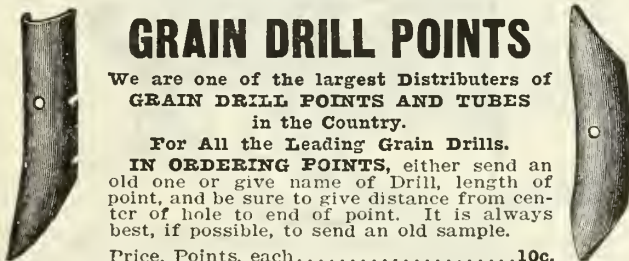 GRAIN DRILL POINTS
We are one of the largest Distributers of
GRAIN DRILL POINTS AND TUBES
in the Country.
For All the Leading Grain Drills.
IN ORDERING POINTS, either send an
old one or give name of Drill, length of
point, and be sure to give distance from cen-
ter of hole to end of point. It is always
best, if possible, to send an old sample.
Price, Points, each......................10c.